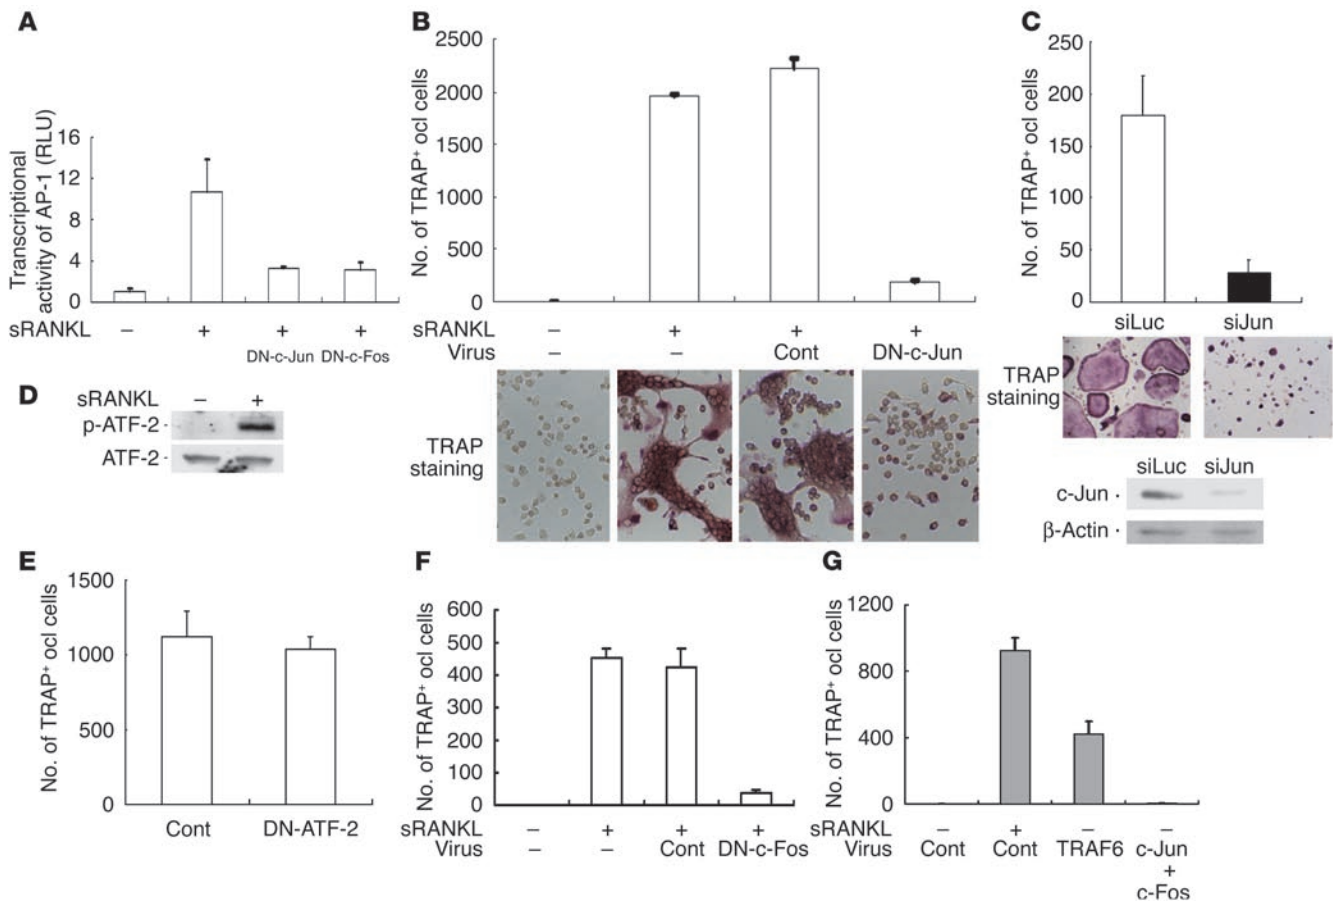 A
Transcriptional
activity of AP-1 (RLU)
16
12
8
4
0
sRANKL
– + + +
DN-c-Jun DN-c-Fos
B
No. of TRAP⁺ ocl cells
2500
2000
1500
1000
500
0
sRANKL – + + +
Virus – – Cont DN-c-Jun
TRAP
staining
C
No. of TRAP⁺ ocl cells
250
200
150
100
50
0
siLuc siJun
TRAP
staining
siLuc siJun
c-Jun
β-Actin
D
sRANKL – +
p-ATF-2
ATF-2
E
No. of TRAP⁺ ocl cells
1500
1000
500
0
Cont DN-ATF-2
F
No. of TRAP⁺ ocl cells
600
500
400
300
200
100
0
sRANKL – + + +
Virus – – Cont DN-c-Fos
G
No. of TRAP⁺ ocl cells
1200
800
400
0
sRANKL – + – –
Virus Cont Cont TRAF6 c-Jun
+
c-Fos